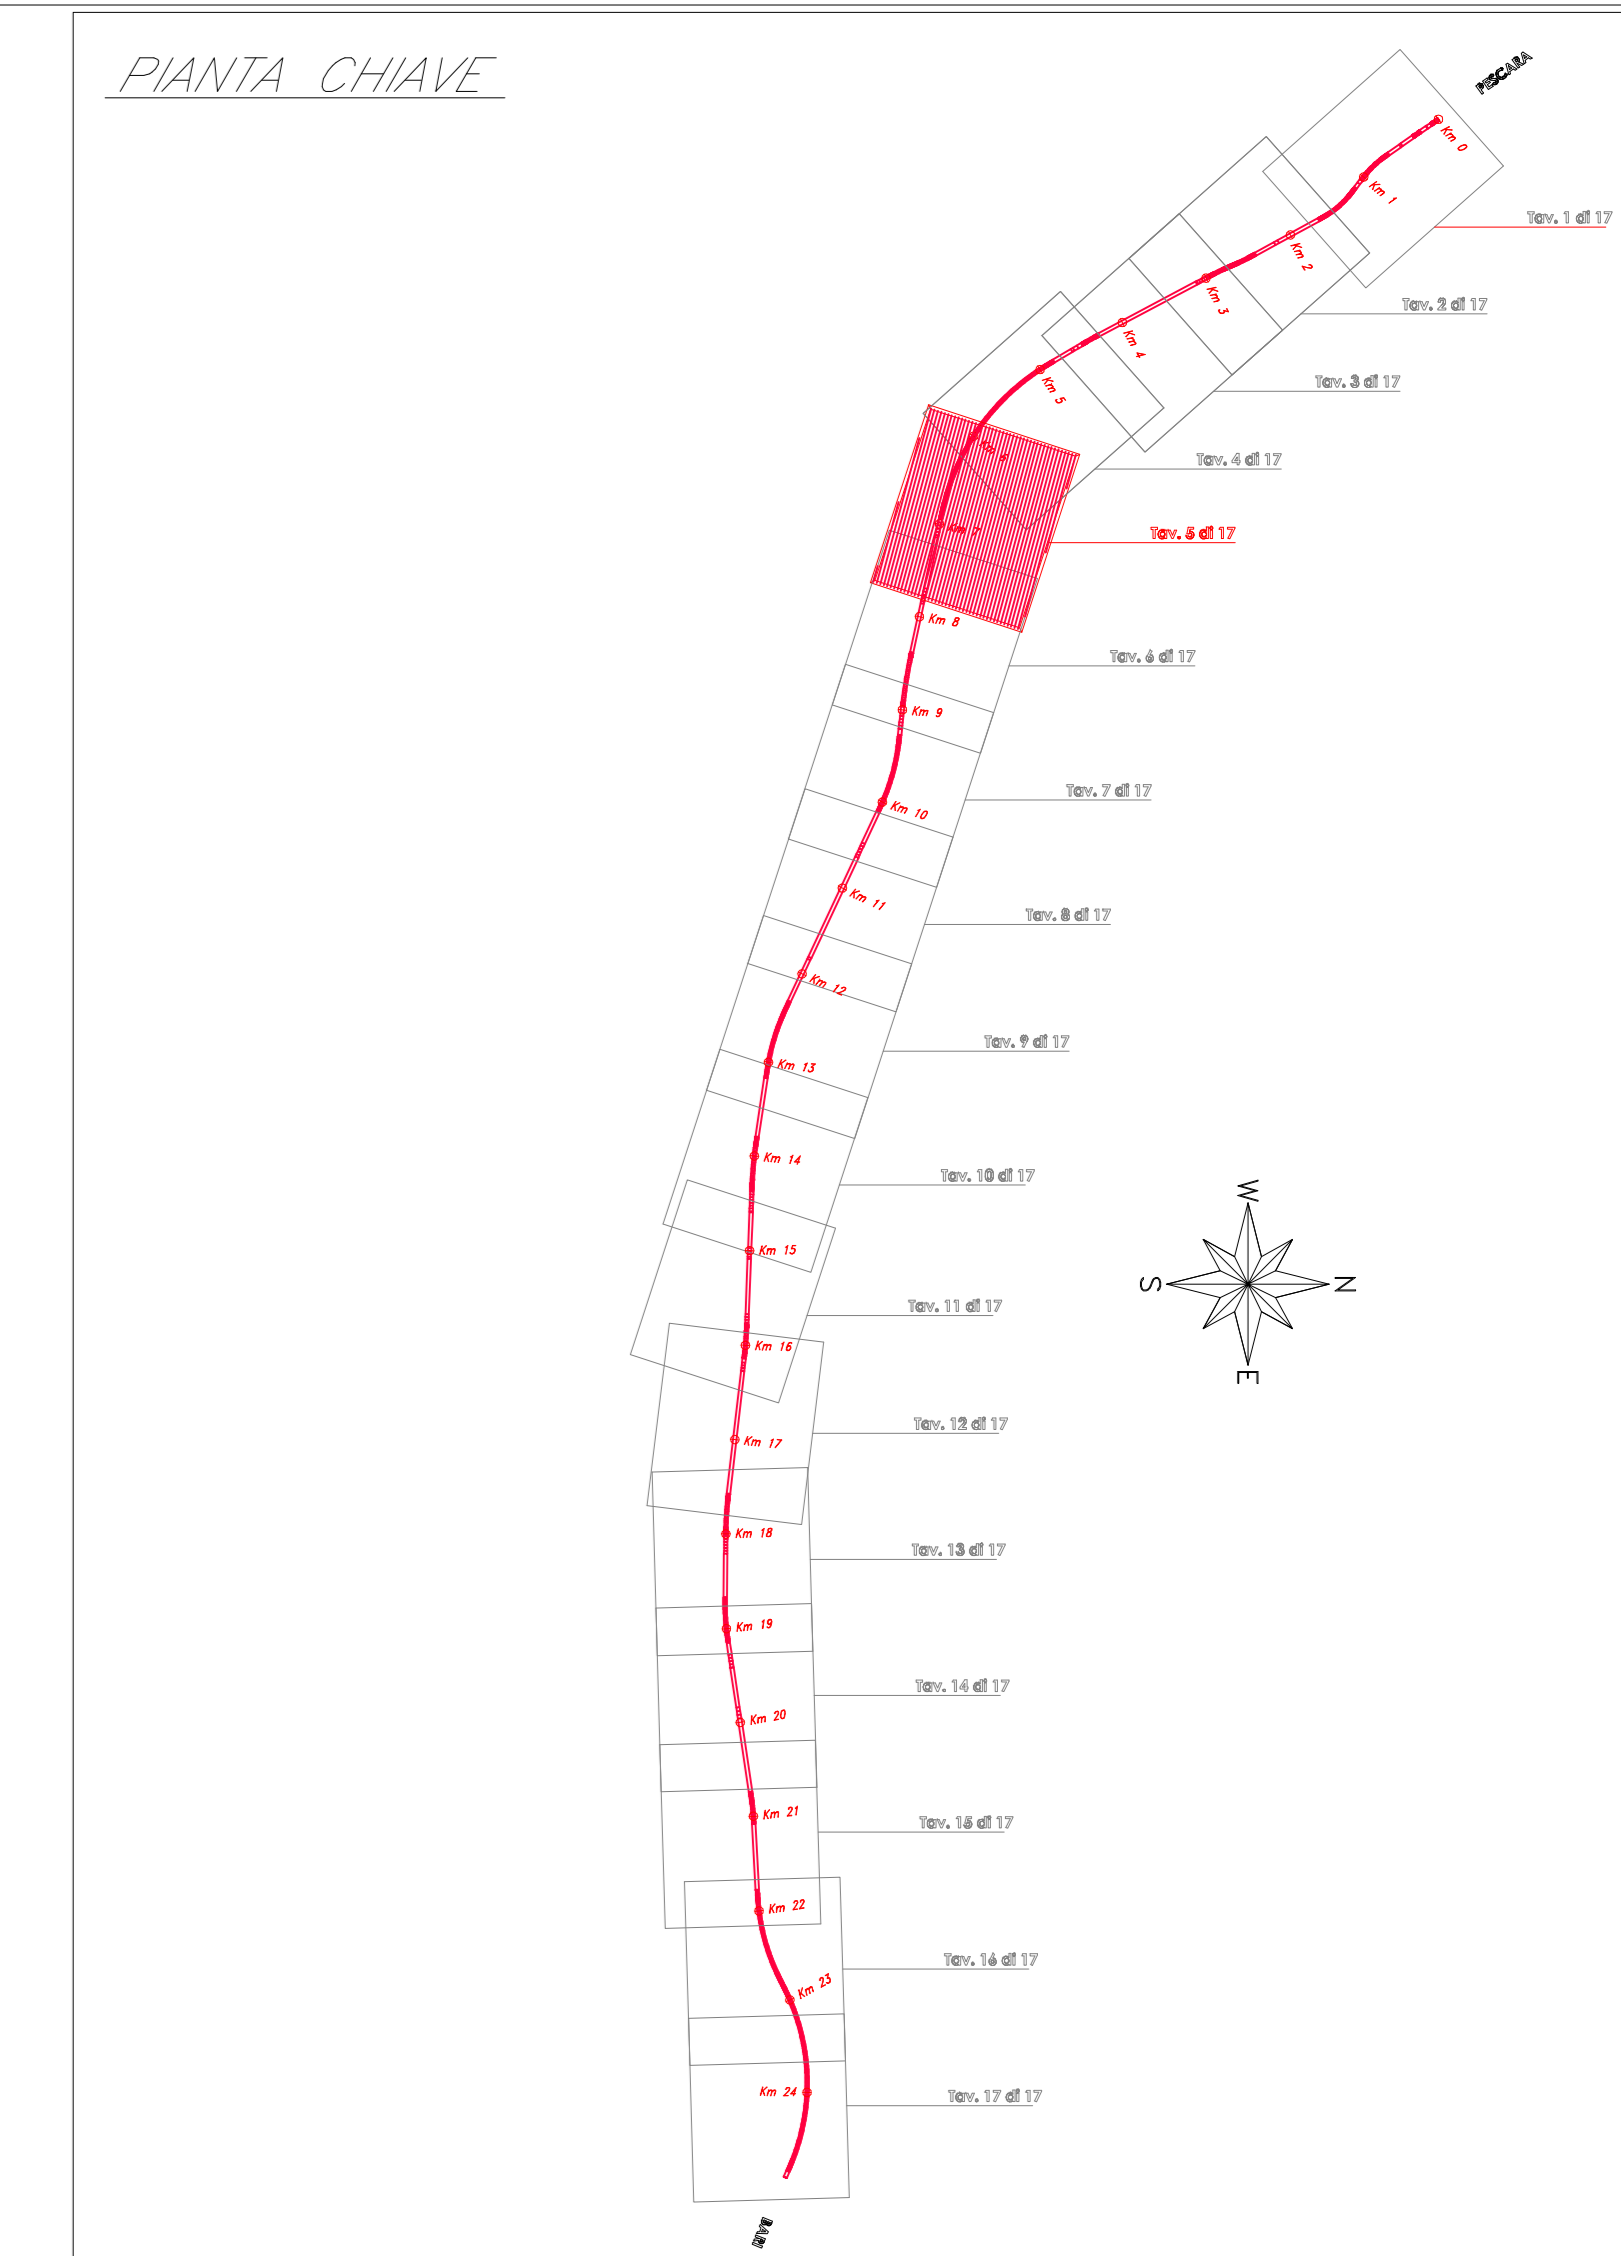 PIANTA CHIAVE
PESCARA
Km 0
Km 1
Tav. 1 di 17
Km 2
Km 3
Tav. 2 di 17
Km 4
Km 5
Tav. 3 di 17
Km 6
Tav. 4 di 17
Km 7
Tav. 5 di 17
Km 8
Tav. 6 di 17
Km 9
Tav. 7 di 17
Km 10
Km 11
Tav. 8 di 17
Km 12
Tav. 9 di 17
Km 13
Km 14
Tav. 10 di 17
W
N
S
E
Km 15
Tav. 11 di 17
Km 16
Tav. 12 di 17
Km 17
Km 18
Tav. 13 di 17
Km 19
Tav. 14 di 17
Km 20
Km 21
Tav. 15 di 17
Km 22
Tav. 16 di 17
Km 23
Km 24
Tav. 17 di 17
BARI